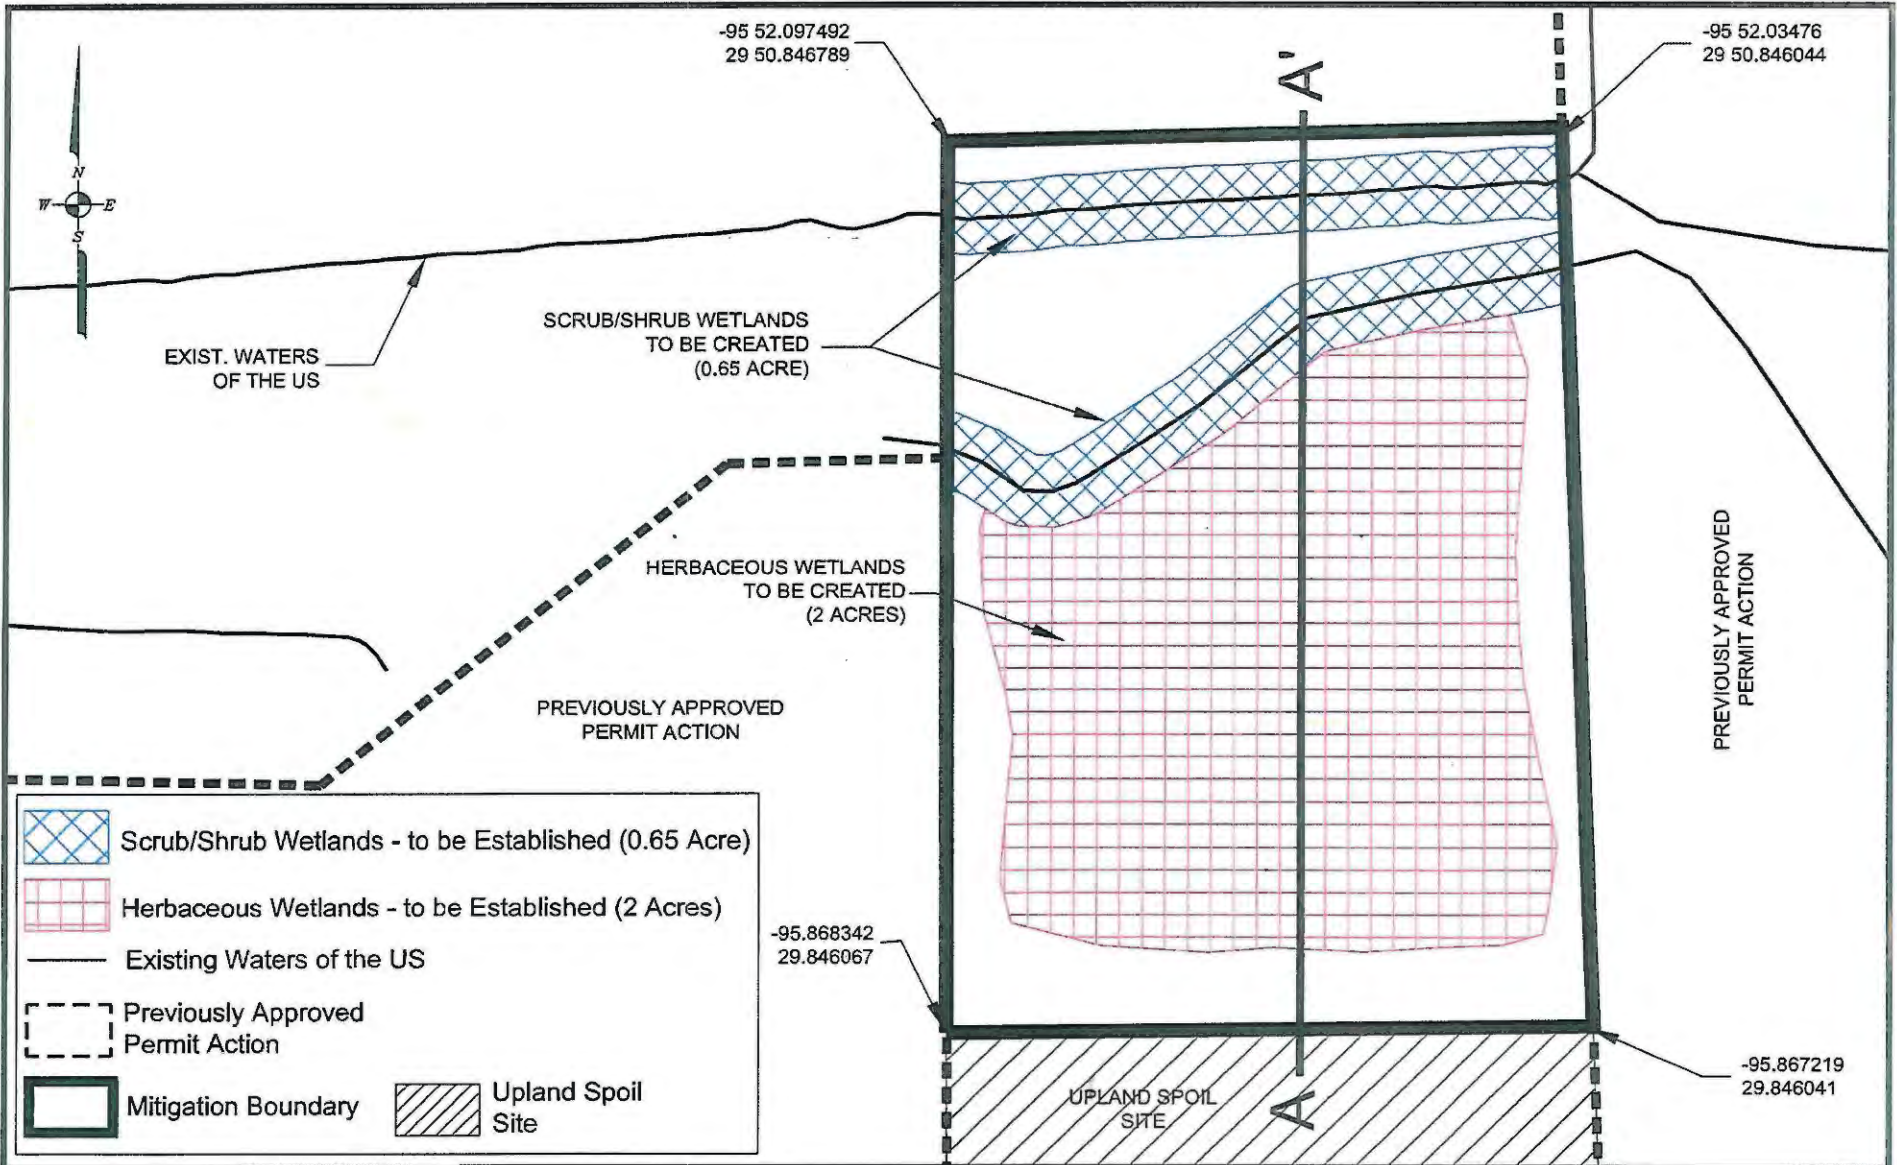 -95 52.097492
29 50.846789
A'
-95 52.03476
29 50.846044
N
W
E
S
EXIST. WATERS
OF THE US
SCRUB/SHRUB WETLANDS
TO BE CREATED
(0.65 ACRE)
HERBACEOUS WETLANDS
TO BE CREATED
(2 ACRES)
PREVIOUSLY APPROVED
PERMIT ACTION
PREVIOUSLY APPROVED
PERMIT ACTION
Scrub/Shrub Wetlands - to be Established (0.65 Acre)
Herbaceous Wetlands - to be Established (2 Acres)
Existing Waters of the US
Previously Approved
Permit Action
Mitigation Boundary
Upland Spoil
Site
-95.868342
29.846067
UPLAND SPOIL
SITE
A
-95.867219
29.846041